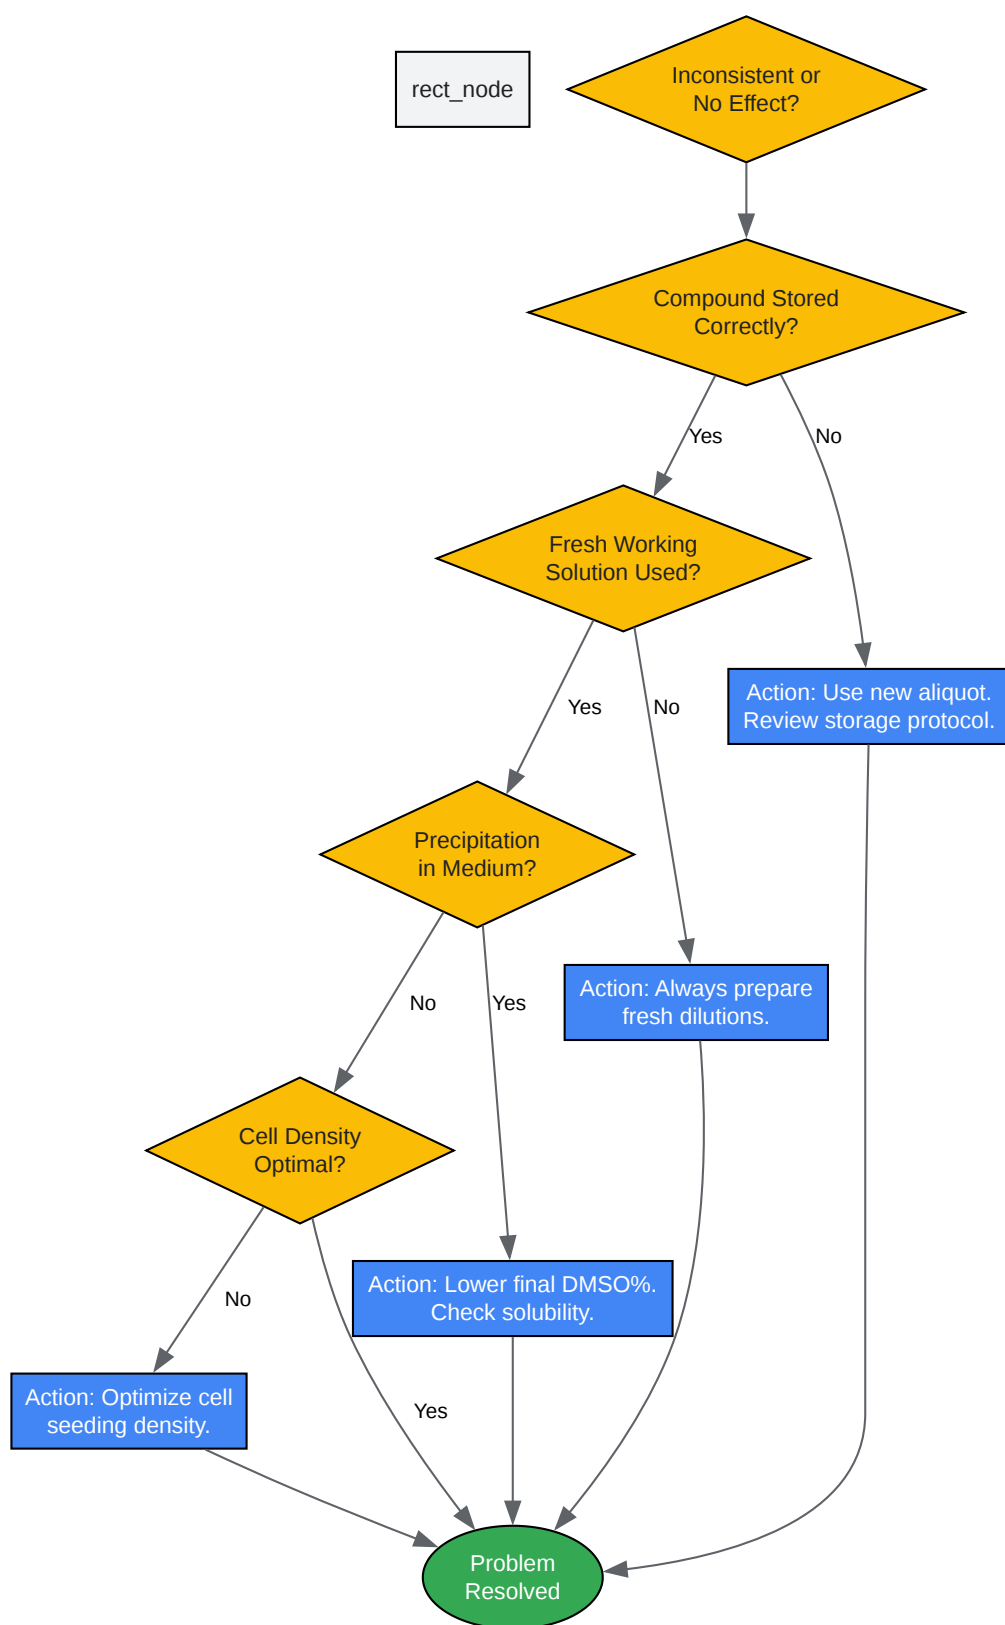 rect_node
Inconsistent or
No Effect?
Compound Stored
Correctly?
Yes
No
Fresh Working
Solution Used?
Action: Use new aliquot.
Review storage protocol.
Yes
No
Precipitation
in Medium?
Action: Always prepare
fresh dilutions.
No
Yes
Cell Density
Optimal?
Action: Lower final DMSO%.
Check solubility.
No
Action: Optimize cell
seeding density.
Yes
Problem
Resolved